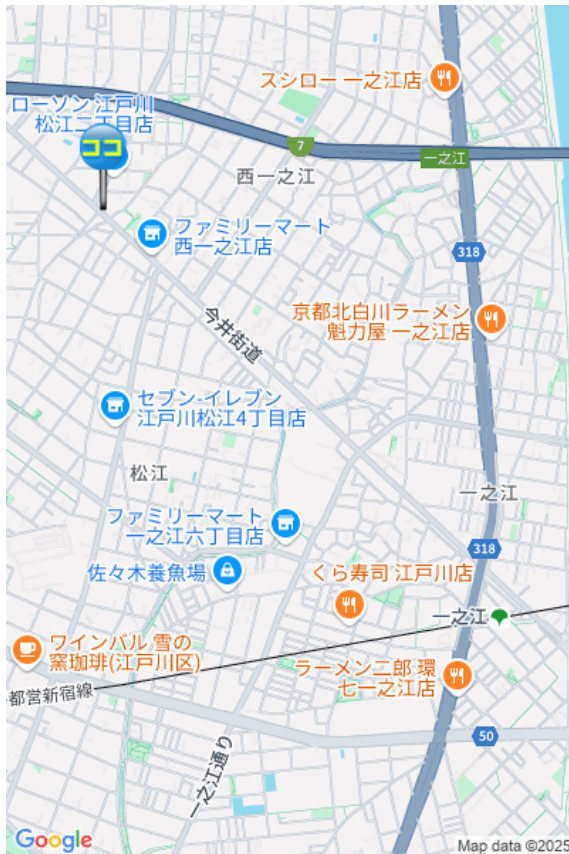 スシロー 一之江店
ローソン 江戸川
松江二丁目店
ココ
7
一之江
西一之江
ファミリーマート
西一之江店
318
今井街道
京都北白川ラーメン
魁力屋 一之江店
セブン-イレブン
江戸川松江4丁目店
松江
一之江
ファミリーマート
一之江六丁目店
318
佐々木養魚場
くら寿司 江戸川店
一之江
ワインバル 雪の
窯珈琲(江戸川区)
ラーメン二郎 環
七一之江店
都営新宿線
50
一之江通り
Google
Map data ©2025